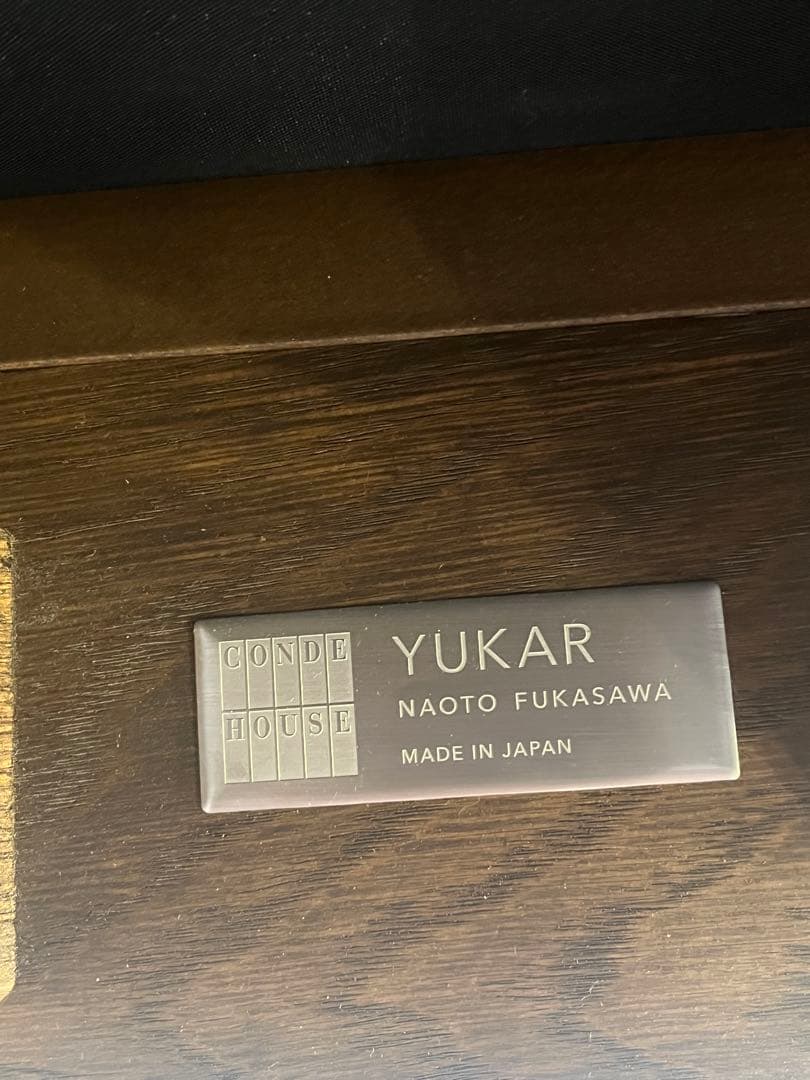 CONDE
HOUSE
YUKAR
NAOTO FUKASAWA
MADE IN JAPAN